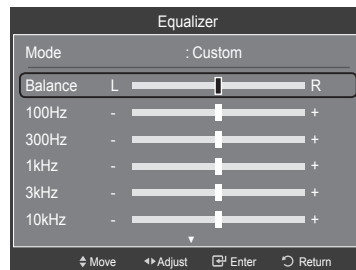 Equalizer
Mode : Custom
Balance L R
100Hz - +
300Hz - +
1kHz - +
3kHz - +
10kHz - +
Move Adjust Enter Return